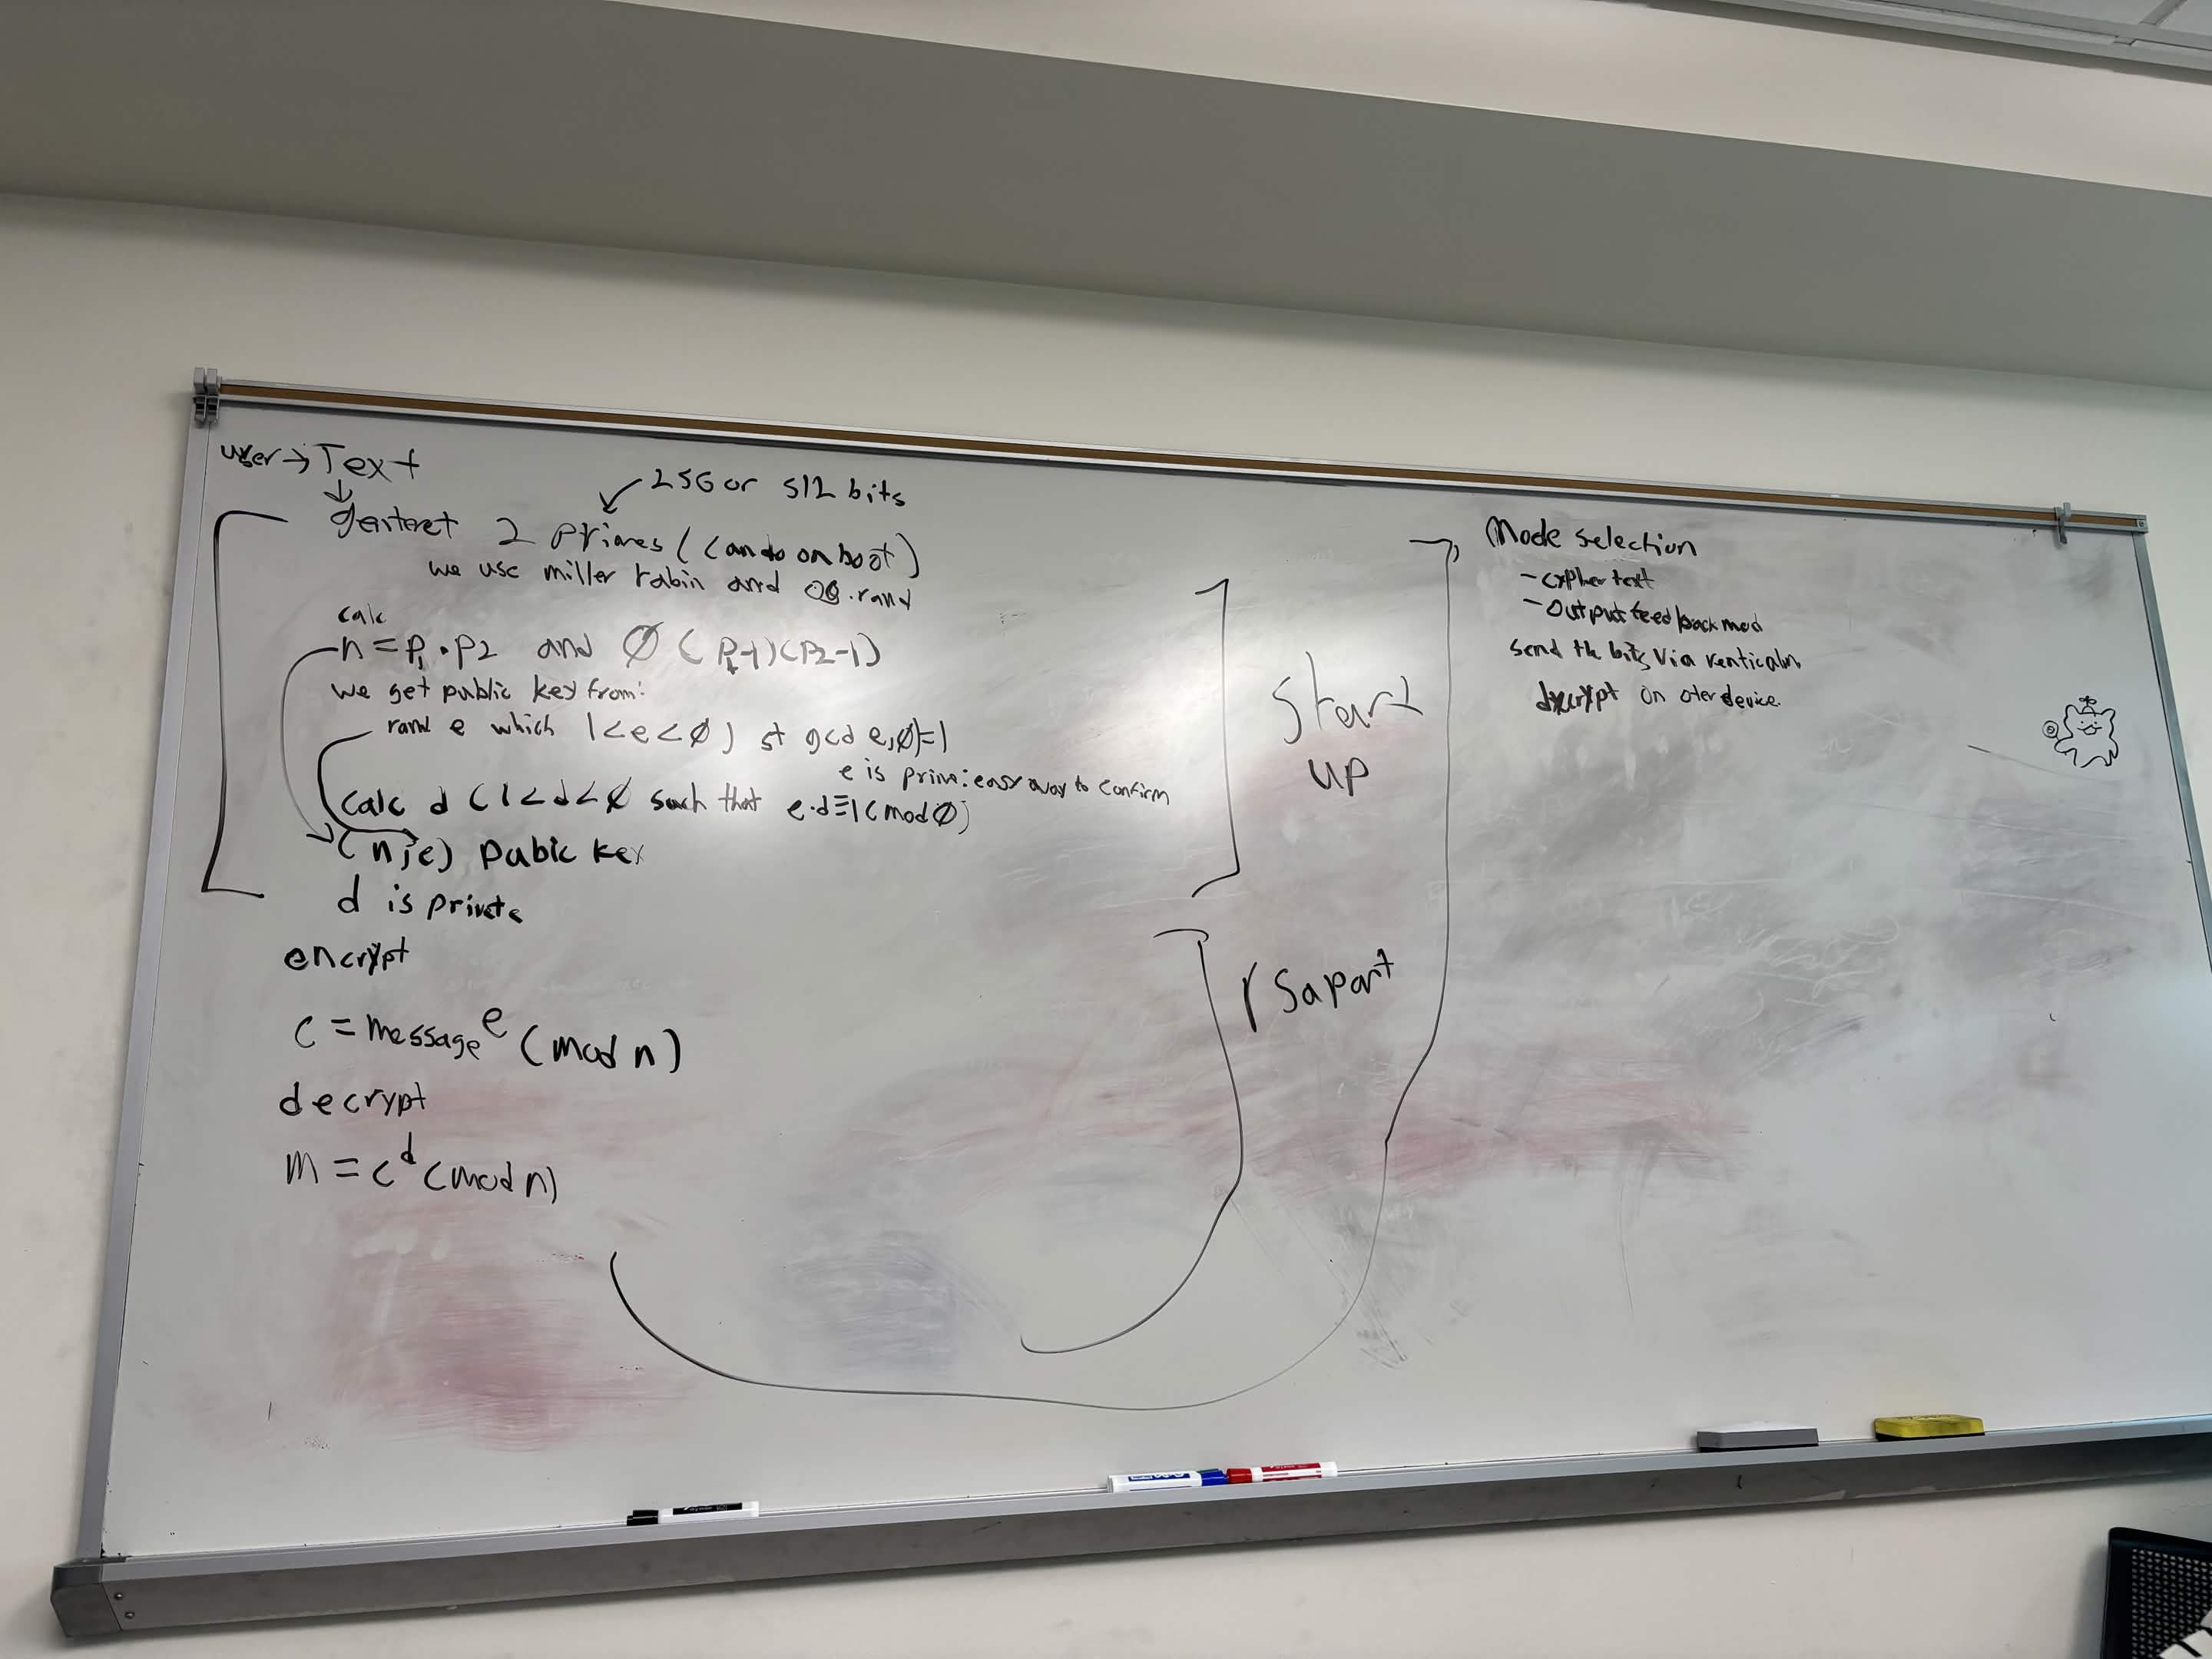 user → Text
256 or 512 bits
2 primes (can do on boot)
we use miller rabin and .rand
calc
n = p1 • p2 and Ø (p1-1)(p2-1)
we get public key from:
rand e which 1<e<Ø) st gcd e,Ø)=1
e is prime: easy way to confirm
calc d (1<d<Ø such that e·d≡1(mod Ø)
(n,e) Pubic key
d is private
encrypt
c = message^e (mod n)
decrypt
m = c^d (mod n)
Start
up
rsa part
Mode selection
- cypher text
- Output feed back mod
send the bits via
decrypt on oter device.